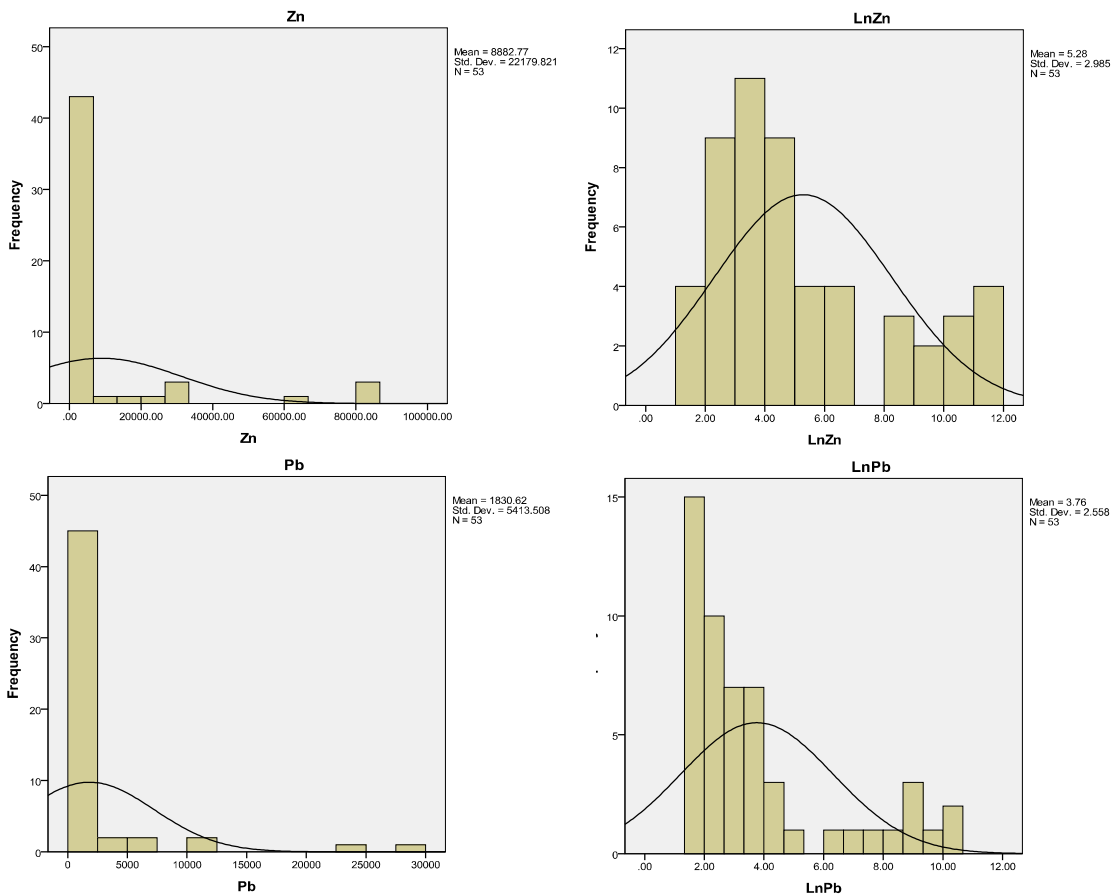 Zn
Mean = 8882.77
Std. Dev. = 22179.821
N = 53
Frequency
50
40
30
20
10
0
.00 20000.00 40000.00 60000.00 80000.00 100000.00
Zn
LnZn
Mean = 5.28
Std. Dev. = 2.985
N = 53
Frequency
12
10
8
6
4
2
0
.00 2.00 4.00 6.00 8.00 10.00 12.00
LnZn
Pb
Mean = 1830.62
Std. Dev. = 5413.508
N = 53
Frequency
50
40
30
20
10
0
0 5000 10000 15000 20000 25000 30000
Pb
LnPb
Mean = 3.76
Std. Dev. = 2.558
N = 53
15
10
5
0
.00 2.00 4.00 6.00 8.00 10.00 12.00
LnPb